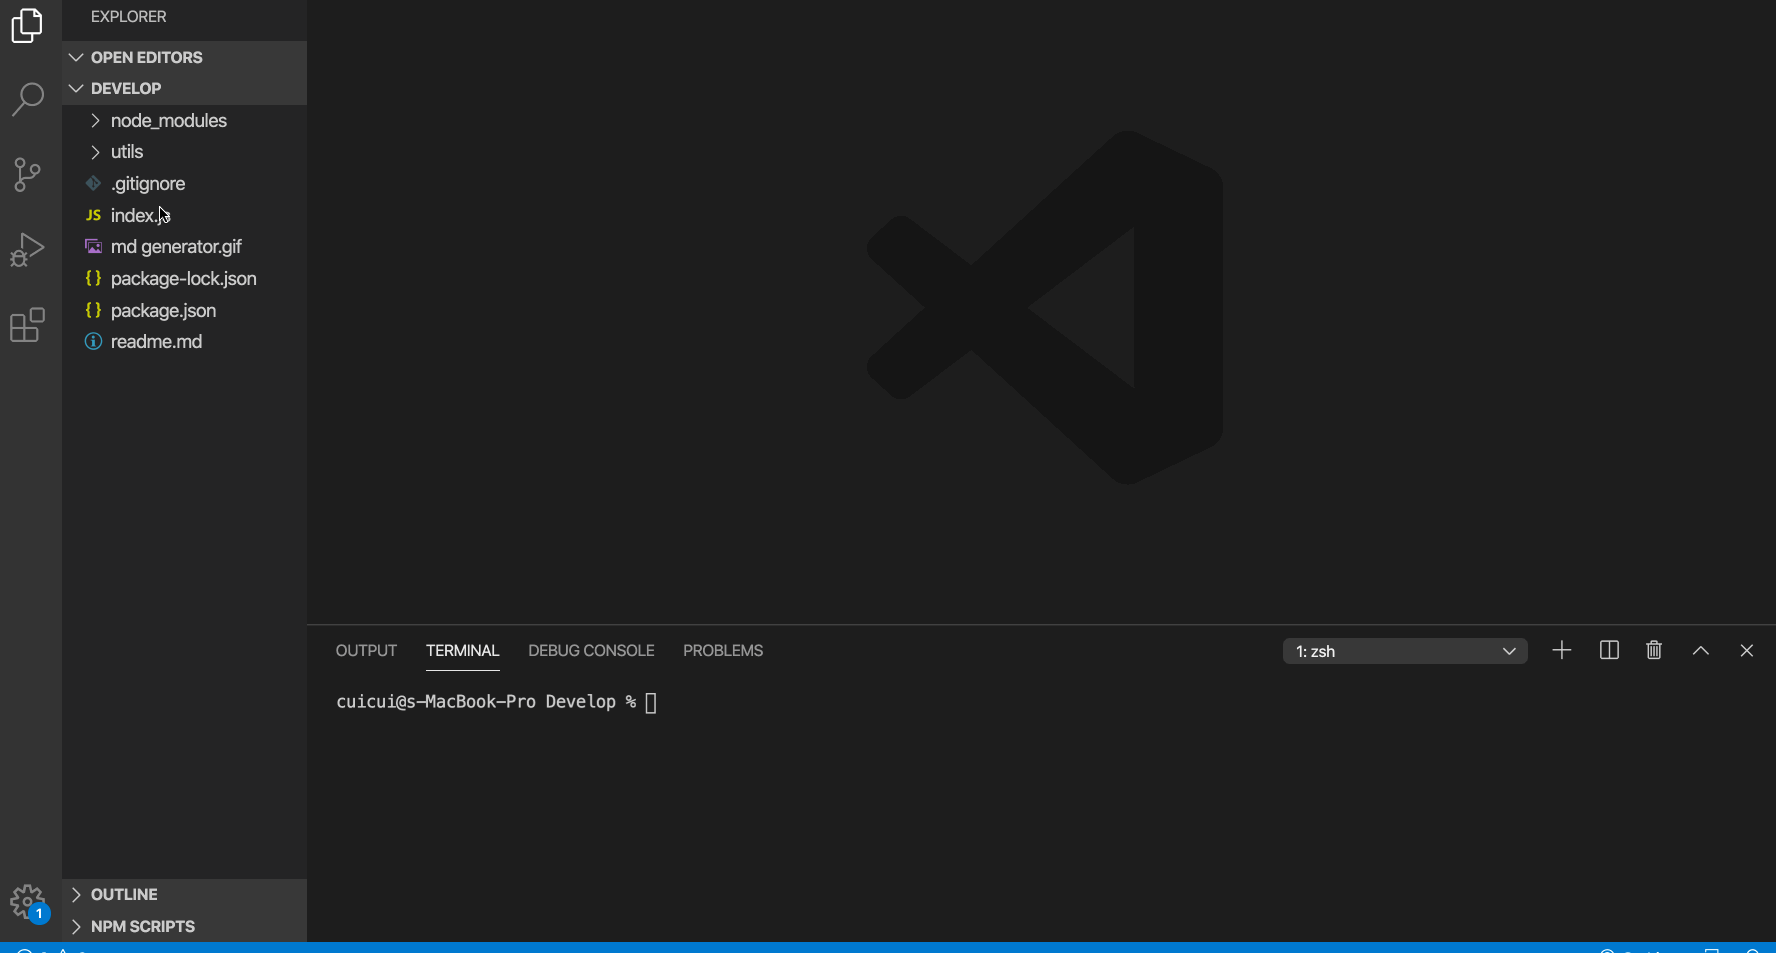 EXPLORER
OPEN EDITORS
DEVELOP
node_modules
utils
.gitignore
JS index.js
md generator.gif
{} package-lock.json
{} package.json
readme.md
OUTLINE
1
NPM SCRIPTS
OUTPUT TERMINAL DEBUG CONSOLE PROBLEMS 1: zsh
cuicui@s-MacBook-Pro Develop %